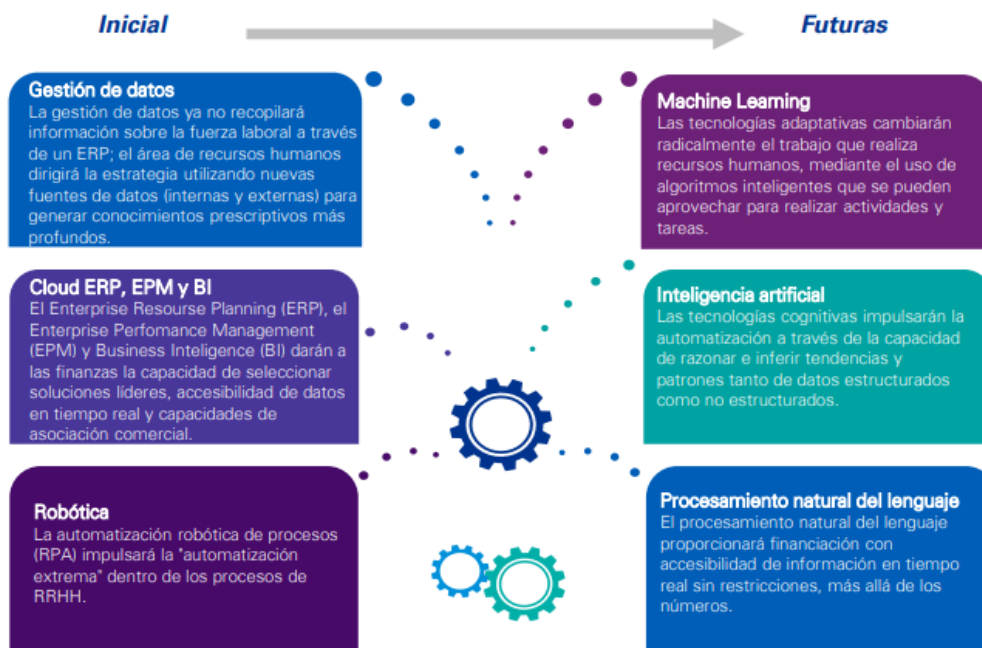 Inicial
Futuras
Gestión de datos
La gestión de datos ya no recopilará
información sobre la fuerza laboral a través
de un ERP; el área de recursos humanos
dirigirá la estrategia utilizando nuevas
fuentes de datos (internas y externas) para
generar conocimientos prescriptivos más
profundos.
Cloud ERP, EPM y BI
El Enterprise Resourse Planning (ERP), el
Enterprise Perfomance Management
(EPM) y Business Inteligence (BI) darán a
las finanzas la capacidad de seleccionar
soluciones líderes, accesibilidad de datos
en tiempo real y capacidades de
asociación comercial.
Robótica
La automatización robótica de procesos
(RPA) impulsará la "automatización
extrema" dentro de los procesos de
RRHH.
Machine Learning
Las tecnologías adaptativas cambiarán
radicalmente el trabajo que realiza
recursos humanos, mediante el uso de
algoritmos inteligentes que se pueden
aprovechar para realizar actividades y
tareas.
Inteligencia artificial
Las tecnologías cognitivas impulsarán la
automatización a través de la capacidad
de razonar e inferir tendencias y
patrones tanto de datos estructurados
como no estructurados.
Procesamiento natural del lenguaje
El procesamiento natural del lenguaje
proporcionará financiación con
accesibilidad de información en tiempo
real sin restricciones, más allá de los
números.